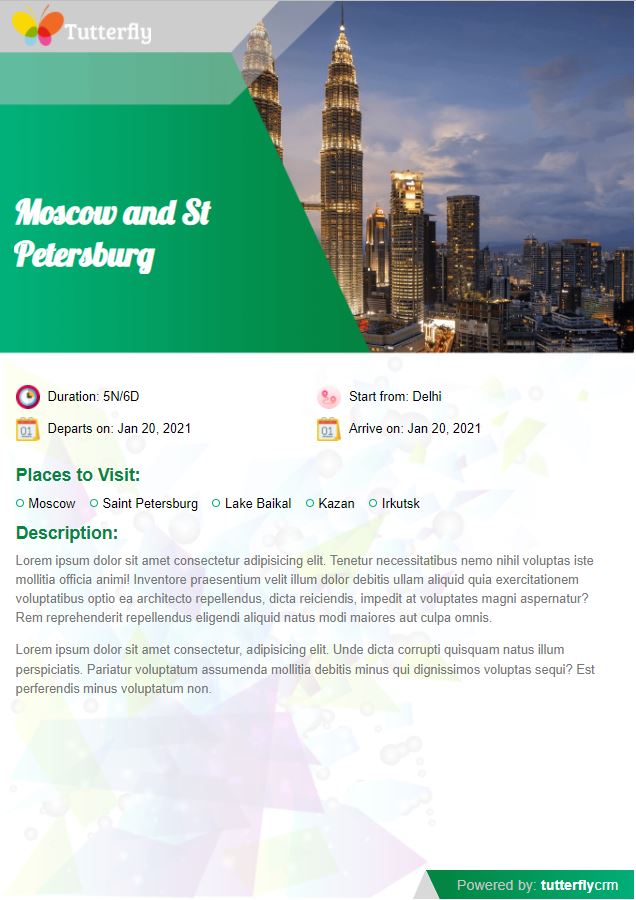 Tutterfly
Moscow and St
Petersburg
Duration: 5N/6D
Start from: Delhi
01
Departs on: Jan 20, 2021
01
Arrive on: Jan 20, 2021
Places to Visit:
Moscow
Saint Petersburg
Lake Baikal
Kazan
Irkutsk
Description:
Lorem ipsum dolor sit amet consectetur adipisicing elit. Tenetur necessitatibus nemo nihil voluptas iste
mollitia officia animi! Inventore praesentium velit illum dolor debitis ullam aliquid quia exercitationem
voluptatibus optio ea architecto repellendus, dicta reiciendis, impedit at voluptates magni aspernatur?
Rem reprehenderit repellendus eligendi aliquid natus modi maiores aut culpa omnis.
Lorem ipsum dolor sit amet consectetur, adipisicing elit. Unde dicta corrupti quisquam natus illum
perspiciatis. Pariatur voluptatum assumenda mollitia debitis minus qui dignissimos voluptas sequi? Est
perferendis minus voluptatum non.
Powered by: tutterflycrm